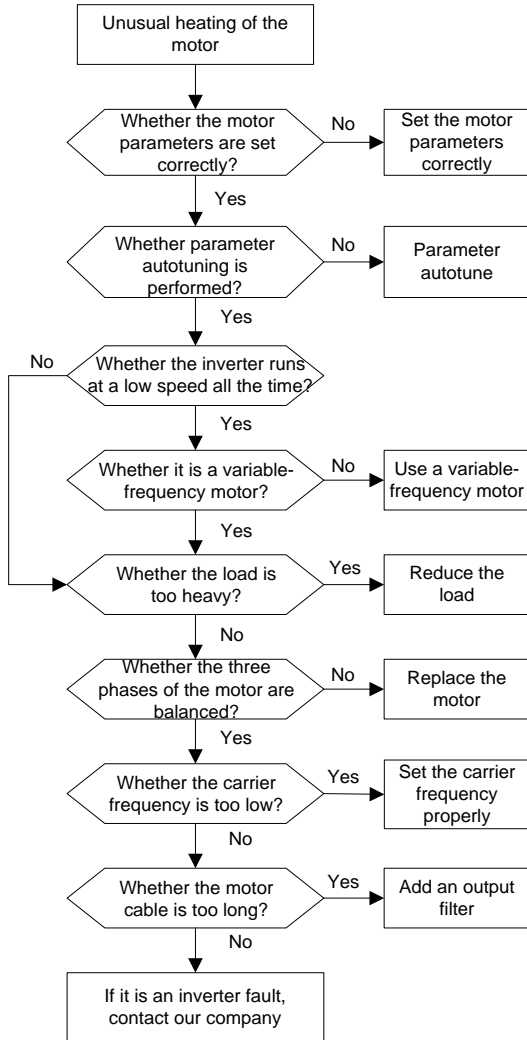 Unusual heating of the
motor
Whether the motor
parameters are set
correctly?
No
Set the motor
parameters
correctly
Yes
Whether parameter
autotuning is
performed?
No
Parameter
autotune
Yes
No
Whether the inverter runs
at a low speed all the time?
Yes
Whether it is a variable-
frequency motor?
No
Use a variable-
frequency motor
Yes
Whether the load is
too heavy?
Yes
Reduce the
load
No
Whether the three
phases of the motor are
balanced?
No
Replace the
motor
Yes
Whether the carrier
frequency is too low?
Yes
Set the carrier
frequency
properly
No
Whether the motor
cable is too long?
Yes
Add an output
filter
No
If it is an inverter fault,
contact our company